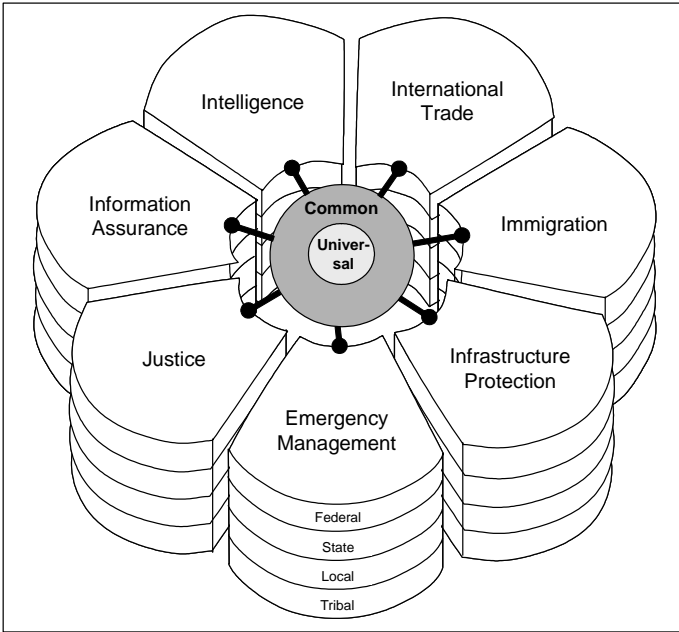 Intelligence
International
Trade
Information
Assurance
Common
Univer-
sal
Immigration
Justice
Infrastructure
Protection
Emergency
Management
Federal
State
Local
Tribal